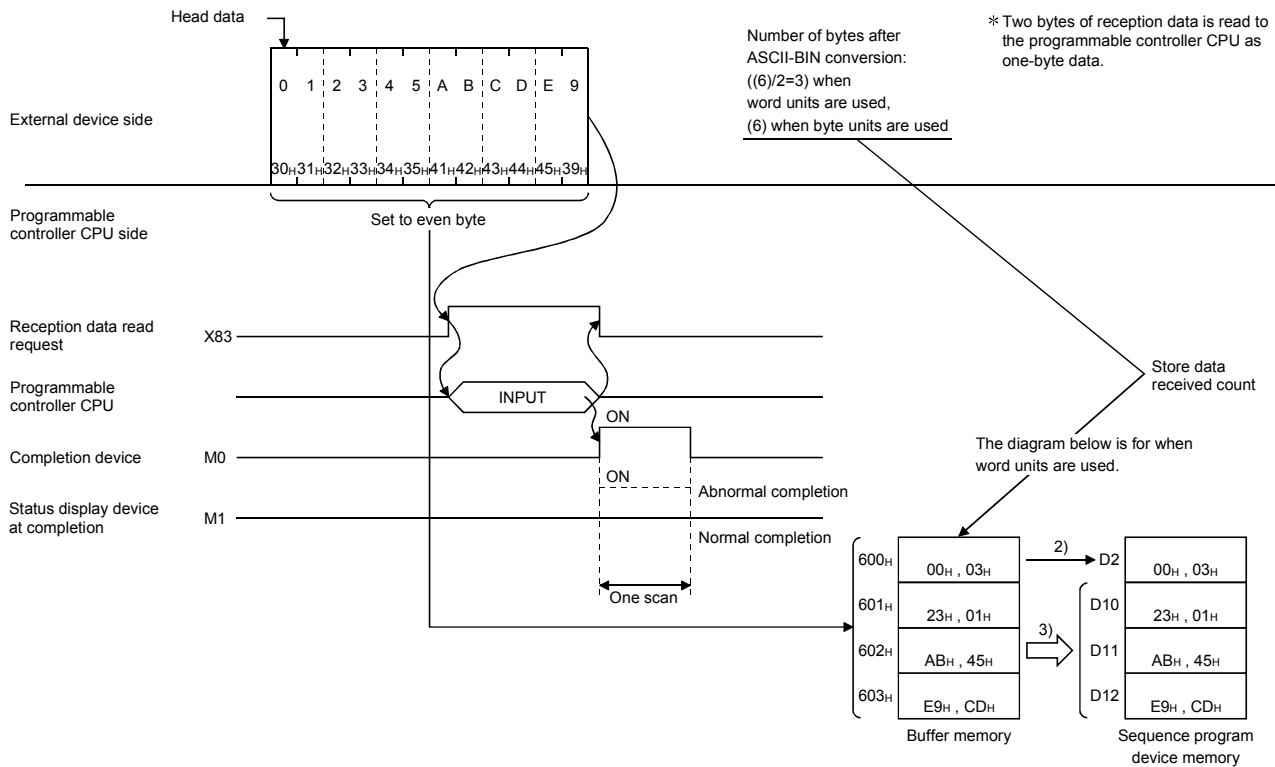 Head data
Number of bytes after
ASCII-BIN conversion:
((6)/2=3) when
word units are used,
(6) when byte units are used
* Two bytes of reception data is read to
the programmable controller CPU as
one-byte data.
0 1 2 3 4 5 A B C D E 9
External device side
30H 31H 32H 33H 34H 35H 41H 42H 43H 44H 45H 39H
Programmable
controller CPU side
Set to even byte
Reception data read
request
X83
Programmable
controller CPU
INPUT
ON
Completion device
M0
ON
Abnormal completion
Status display device
at completion
M1
Normal completion
One scan
Store data
received count
The diagram below is for when
word units are used.
600H 00H , 03H 2) D2 00H , 03H
601H 23H , 01H D10 23H , 01H
602H ABH , 45H 3) D11 ABH , 45H
603H E9H , CDH D12 E9H , CDH
Buffer memory
Sequence program
device memory